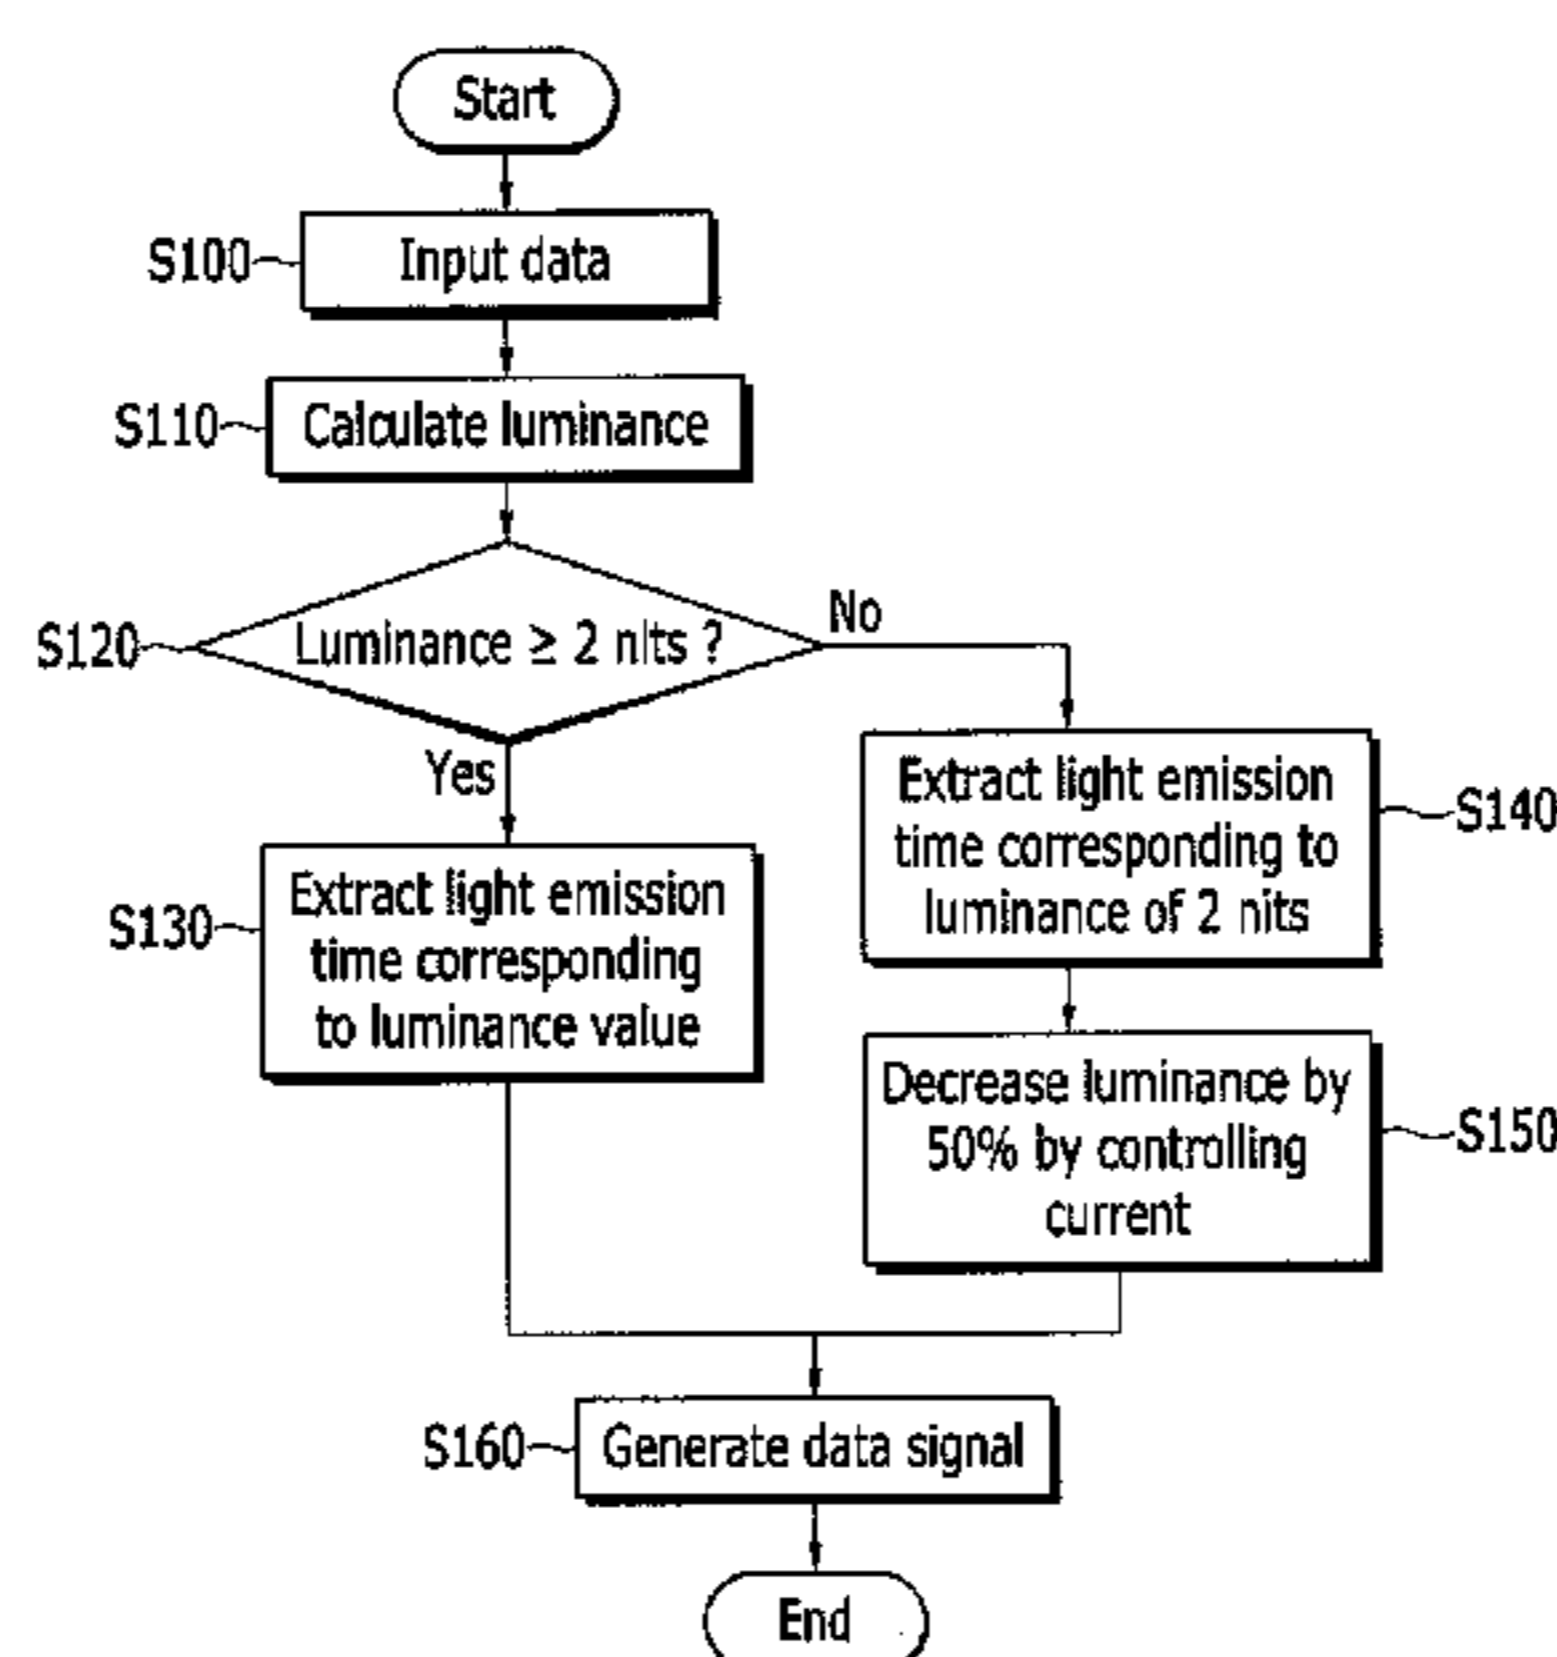 Start
S100
Input data
S110
Calculate luminance
S120
Luminance ≥ 2 nits ?
No
Yes
S130
Extract light emission
time corresponding
to luminance value
Extract light emission
time corresponding to
luminance of 2 nits
S140
Decrease luminance by
50% by controlling
current
S150
S160
Generate data signal
End